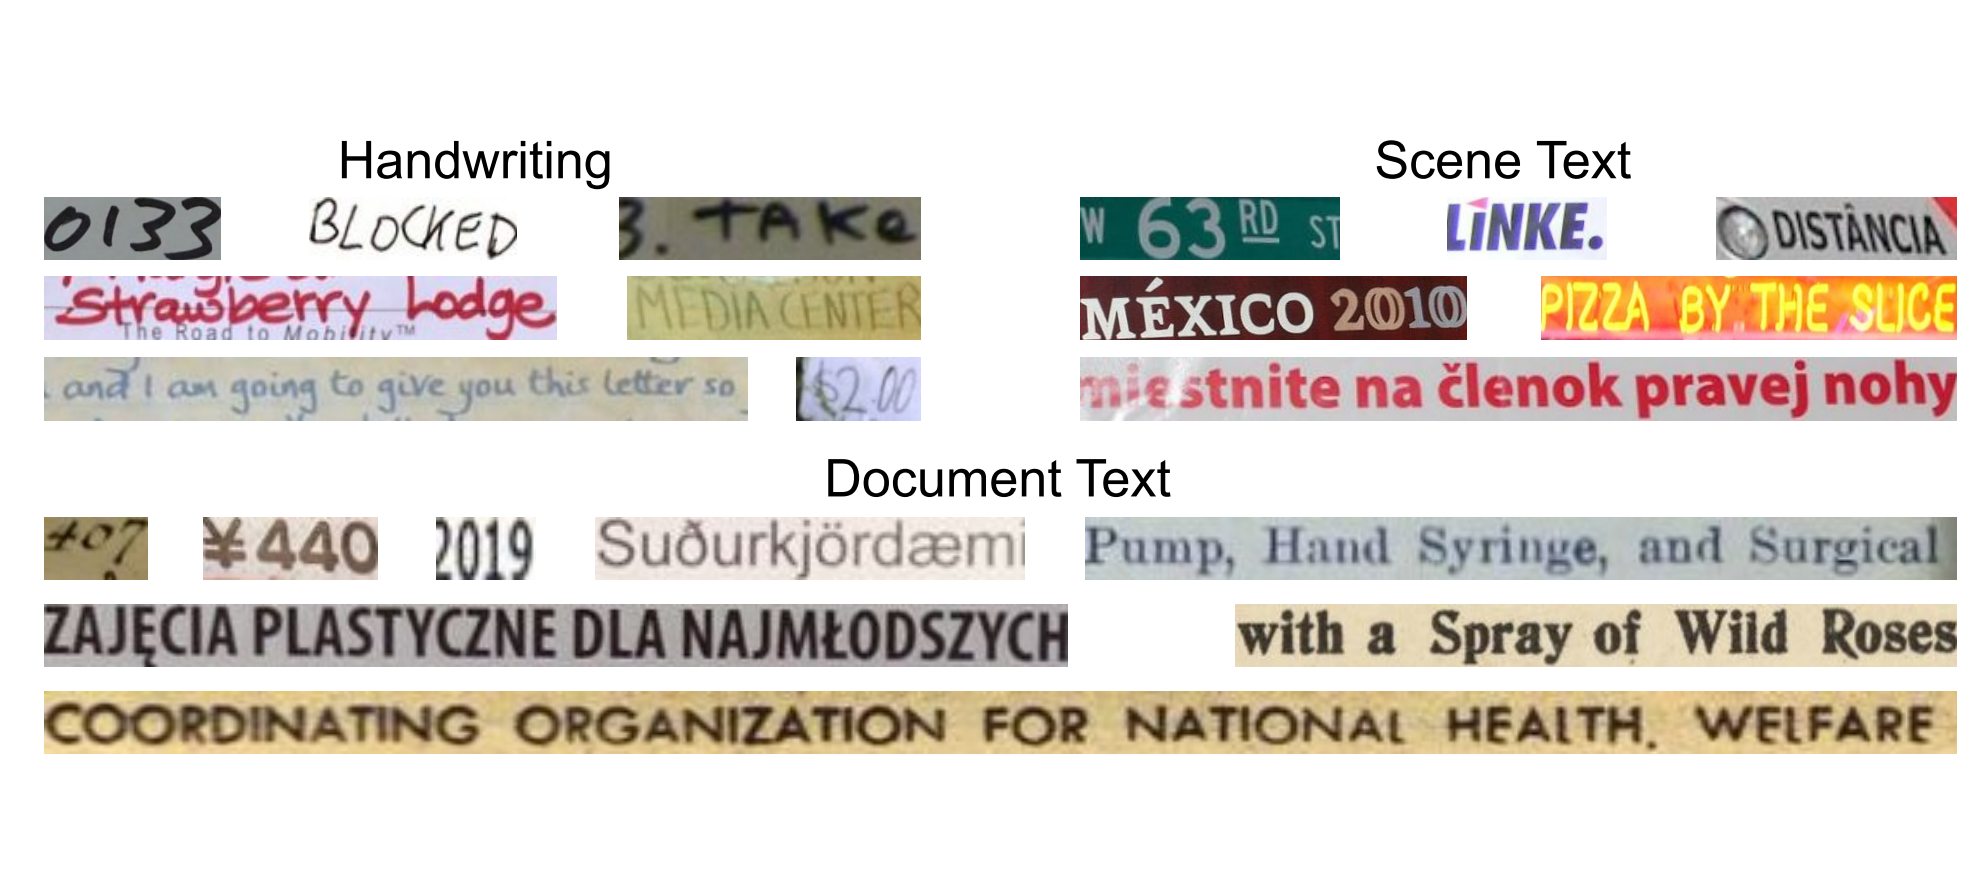 Handwriting
0133
BLOCKED
3. TAKe
Strawberry Lodge
The Road to Mobility™
MEDIA CENTER
and I am going to give you this letter so
$2.00
Scene Text
W 63RD ST
LiNKE.
DISTÂNCIA
MÉXICO 2010
PIZZA BY THE SLICE
miestnite na členok pravej nohy
Document Text
407
¥440
2019
Suðurkjördæmi
Pump, Hand Syringe, and Surgical
ZAJĘCIA PLASTYCZNE DLA NAJMŁODSZYCH
with a Spray of Wild Roses
COORDINATING ORGANIZATION FOR NATIONAL HEALTH, WELFARE